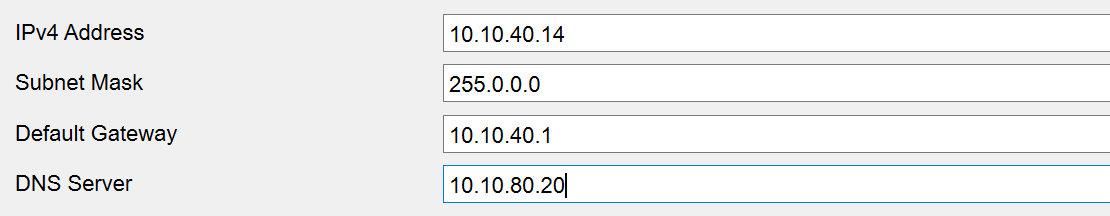 IPv4 Address 10.10.40.14
Subnet Mask 255.0.0.0
Default Gateway 10.10.40.1
DNS Server 10.10.80.20